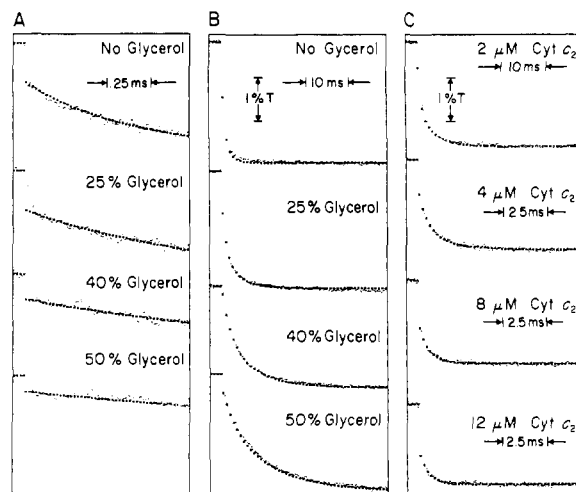 A
No Glycerol
1.25 ms
25% Glycerol
40% Glycerol
50% Glycerol
B
No Glycerol
1%T
10 ms
25% Glycerol
40% Glycerol
50% Glycerol
C
2 μM Cyt c₂
10 ms
1%T
4 μM Cyt c₂
2.5 ms
8 μM Cyt c₂
2.5 ms
12 μM Cyt c₂
2.5 ms